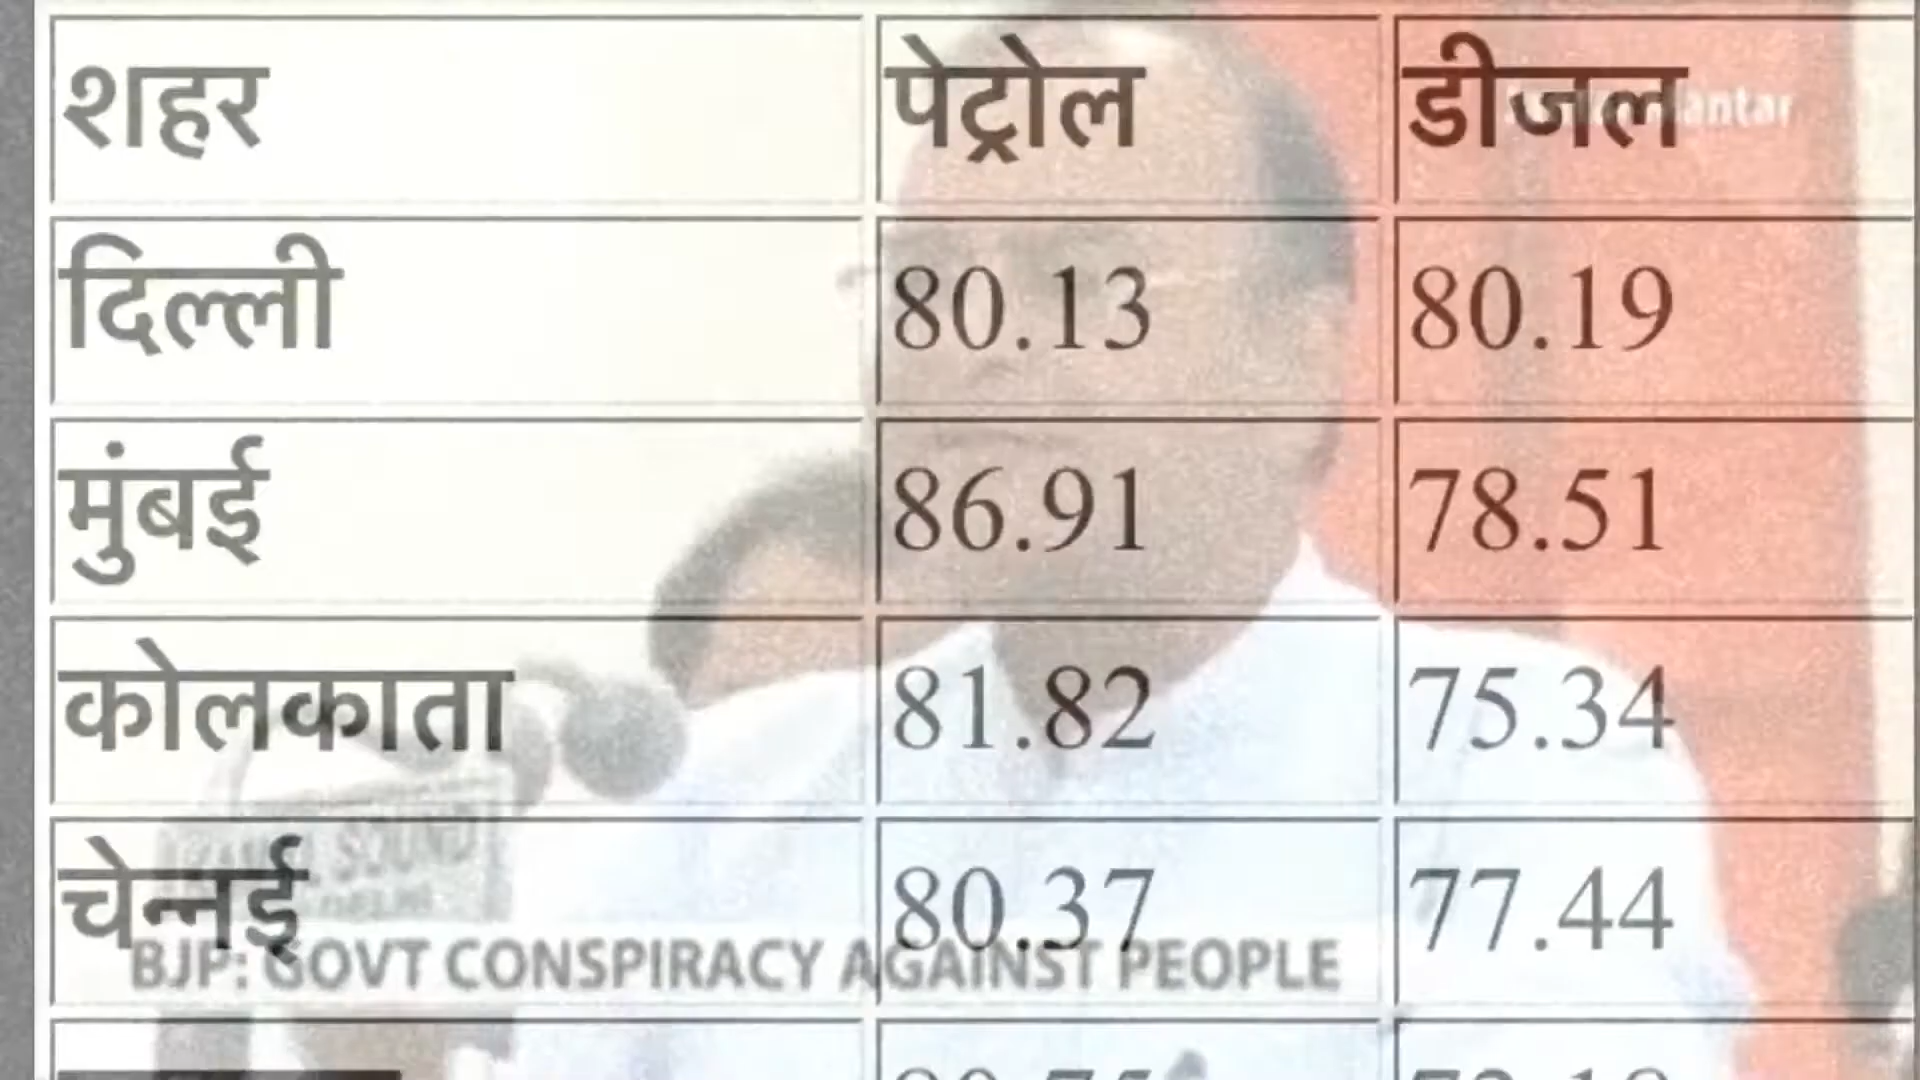 शहर पेट्रोल डीजल
दिल्ली 80.13 80.19
मुंबई 86.91 78.51
कोलकाता 81.82 75.34
चेन्नई 80.37 77.44
SOUND
BJP: GOVT CONSPIRACY AGAINST PEOPLE